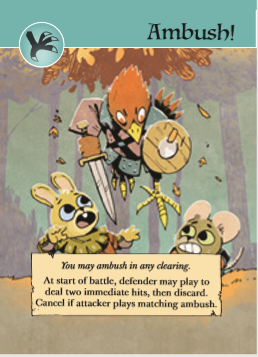 Ambush!
You may ambush in any clearing.
At start of battle, defender may play to
deal two immediate hits, then discard.
Cancel if attacker plays matching ambush.